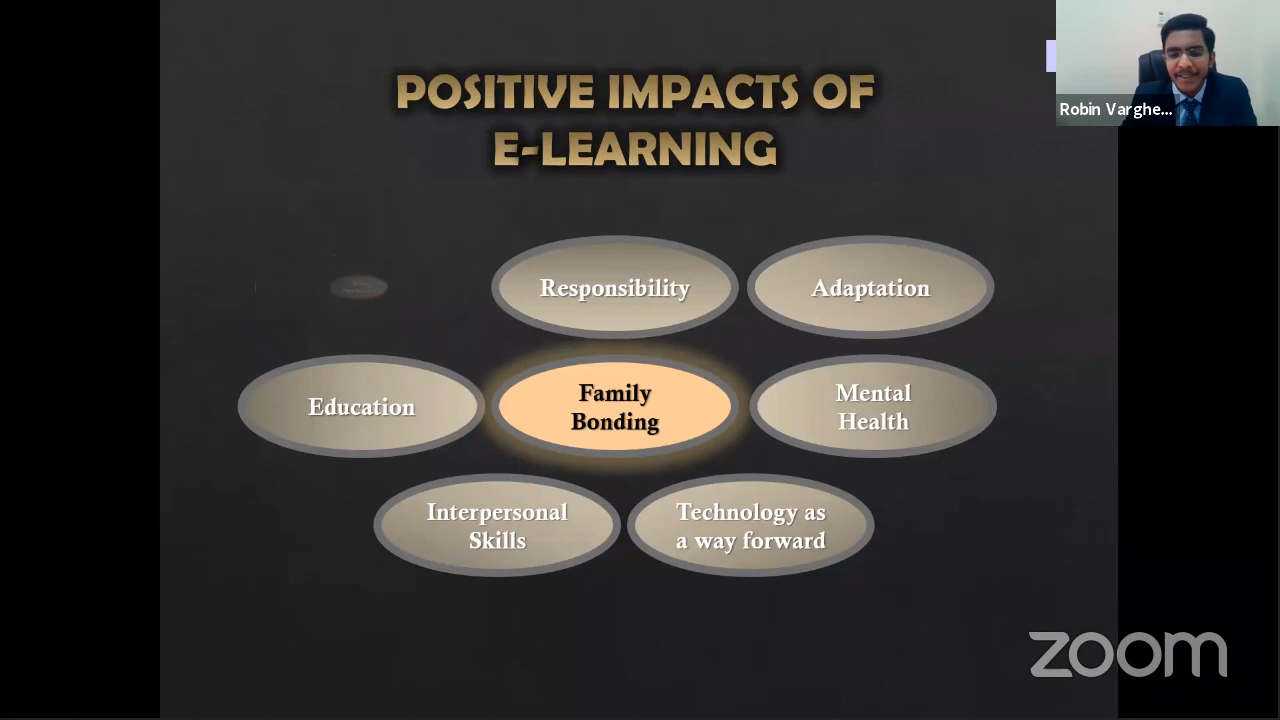 POSITIVE IMPACTS OF
E-LEARNING
Robin Varghe...
Responsibility
Adaptation
Education
Family
Bonding
Mental
Health
Interpersonal
Skills
Technology as
a way forward
zoom